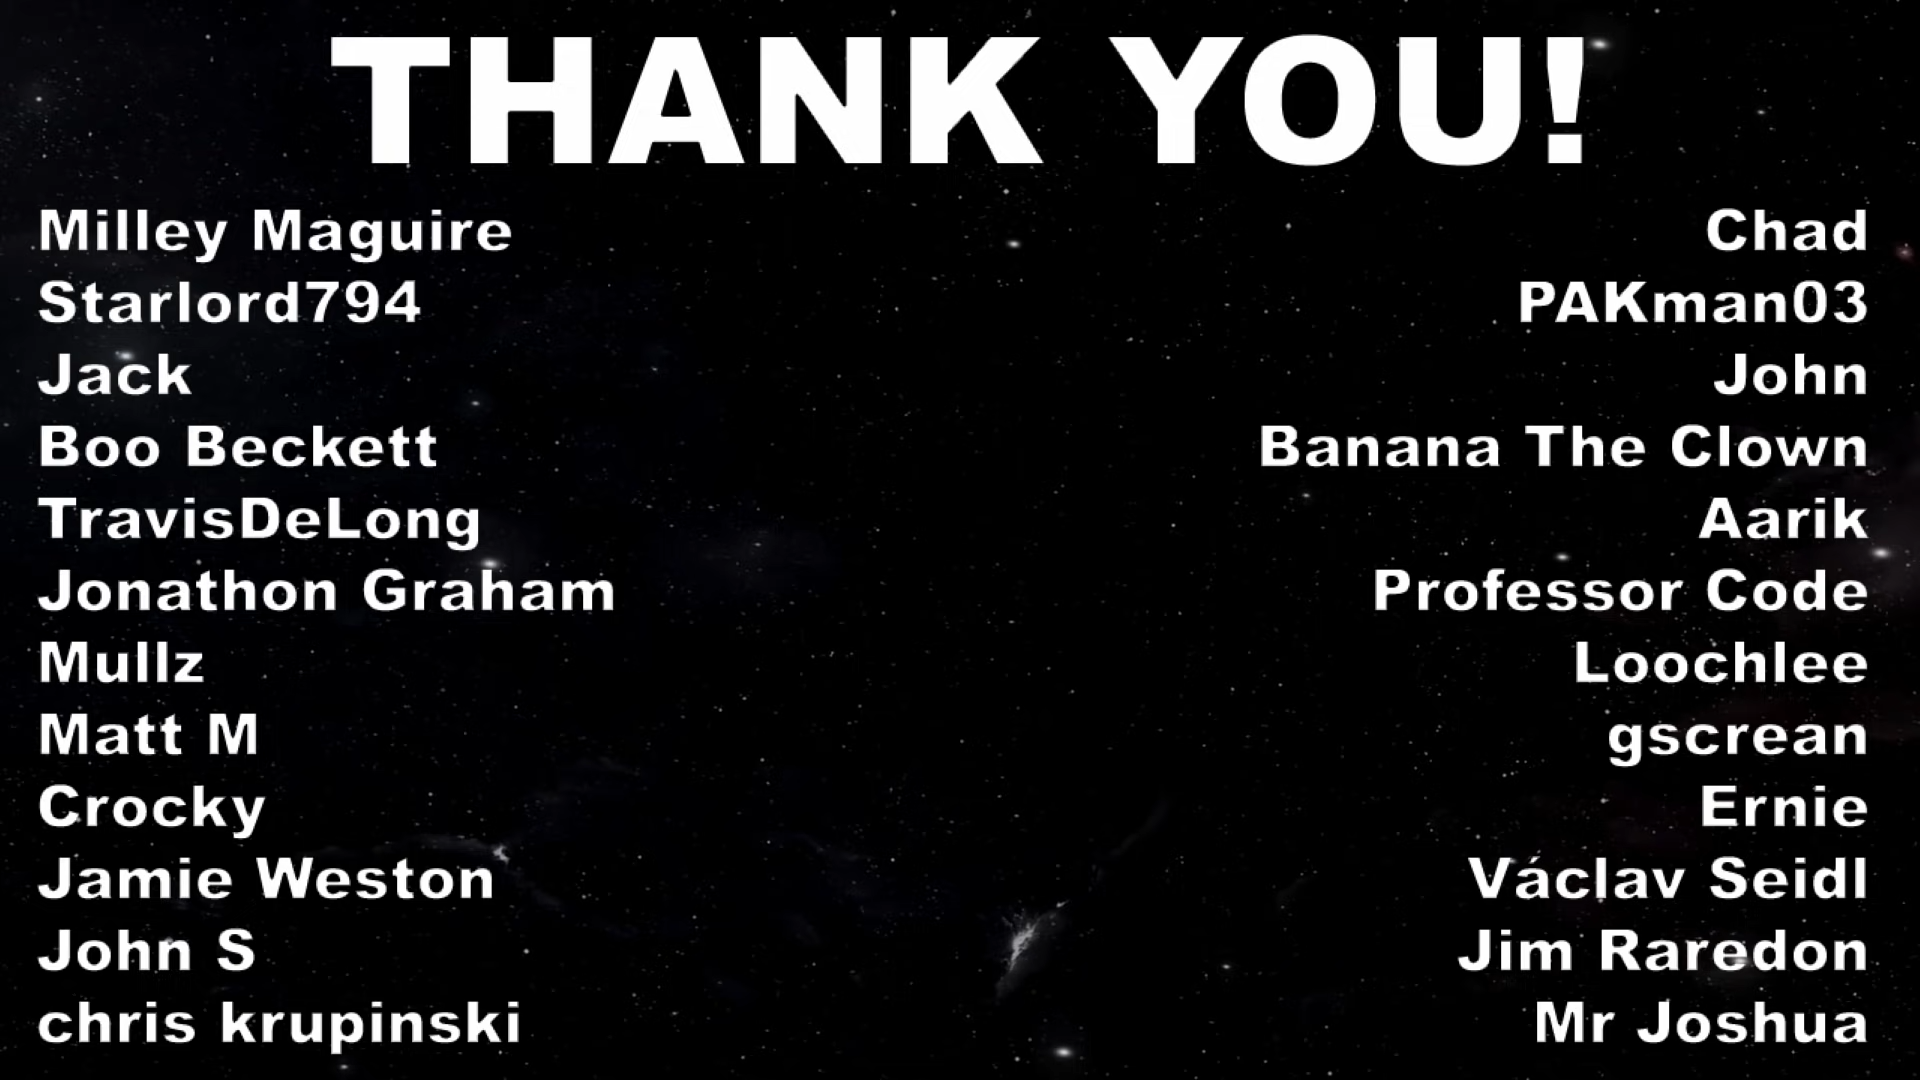 THANK YOU!
Milley Maguire
Starlord794
Jack
Boo Beckett
TravisDeLong
Jonathon Graham
Mullz
Matt M
Crocky
Jamie Weston
John S
chris krupinski
Chad
PAKman03
John
Banana The Clown
Aarik
Professor Code
Loochlee
gscrean
Ernie
Václav Seidl
Jim Raredon
Mr Joshua